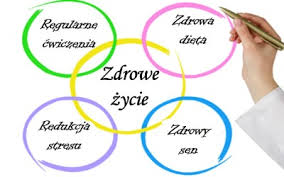 Regularne
ćwiczenia
Zdrowa
dieta
Zdrowe
życie
Redukcja
stresu
Zdrowy
sen